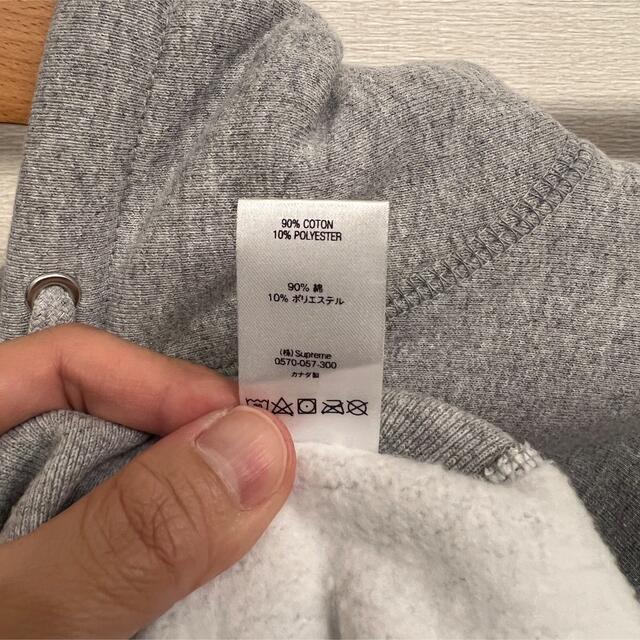 90% COTON
10% POLYESTER
90% 綿
10% ポリエステル
(株) Supreme
0570-057-300
カナダ製